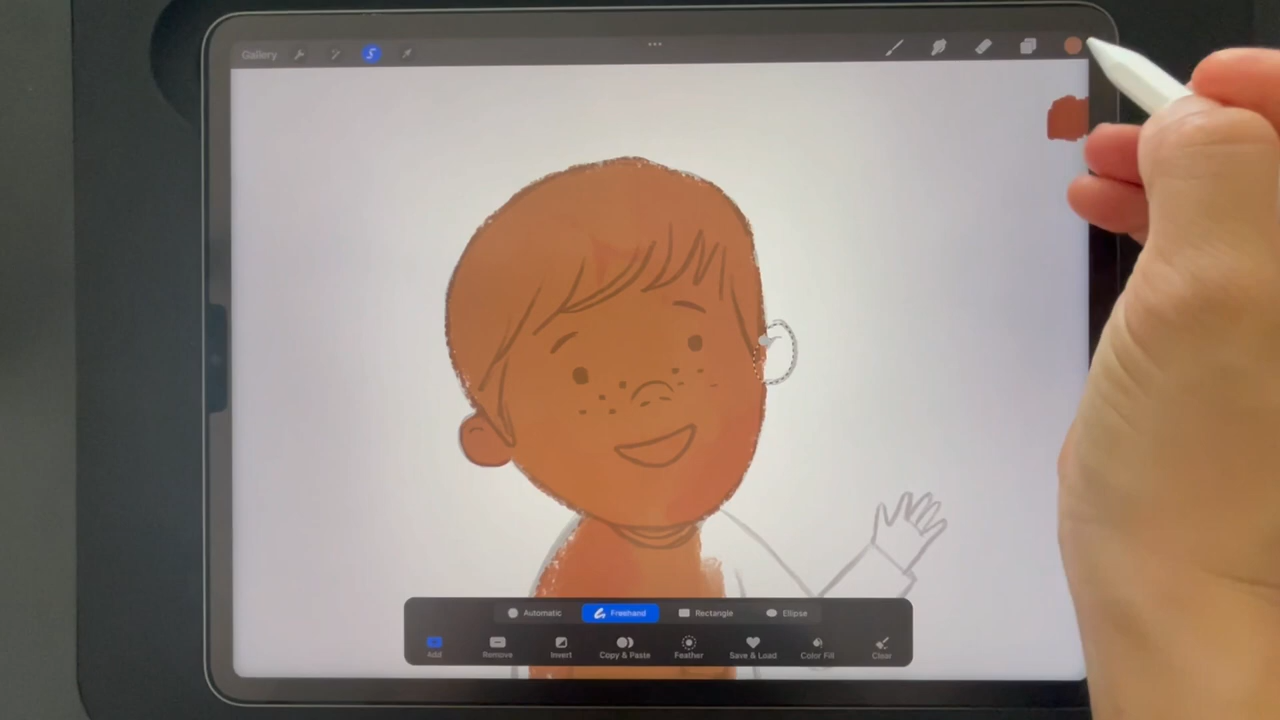 Gallery
Automatic Freehand Rectangle Ellipse
Add Remove Invert Copy & Paste Feather Save & Load Color Fill Clear